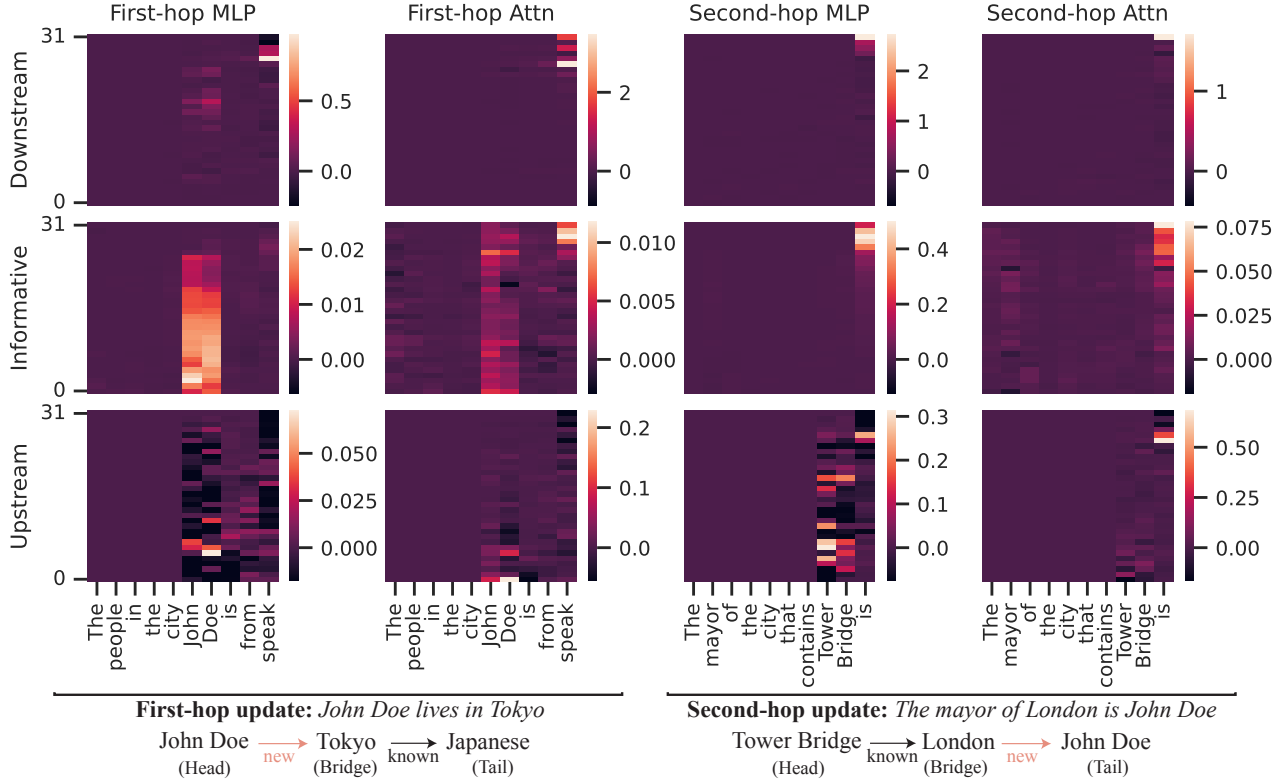 First-hop MLP First-hop Attn Second-hop MLP Second-hop Attn
Downstream
31
0
0.5
0.0
2
0
2
1
0
1
0
Informative
31
0
0.02
0.01
0.00
0.010
0.005
0.000
0.4
0.2
0.0
0.075
0.050
0.025
0.000
Upstream
31
0
0.050
0.025
0.000
0.2
0.1
0.0
0.3
0.2
0.1
0.0
0.50
0.25
0.00
The people in the city John Doe is from speak
The people in the city John Doe is from speak
The mayor of the city that contains Tower Bridge is
The mayor of the city that contains Tower Bridge is
First-hop update: John Doe lives in Tokyo
John Doe new Tokyo known Japanese
(Head) (Bridge) (Tail)
Second-hop update: The mayor of London is John Doe
Tower Bridge known London new John Doe
(Head) (Bridge) (Tail)